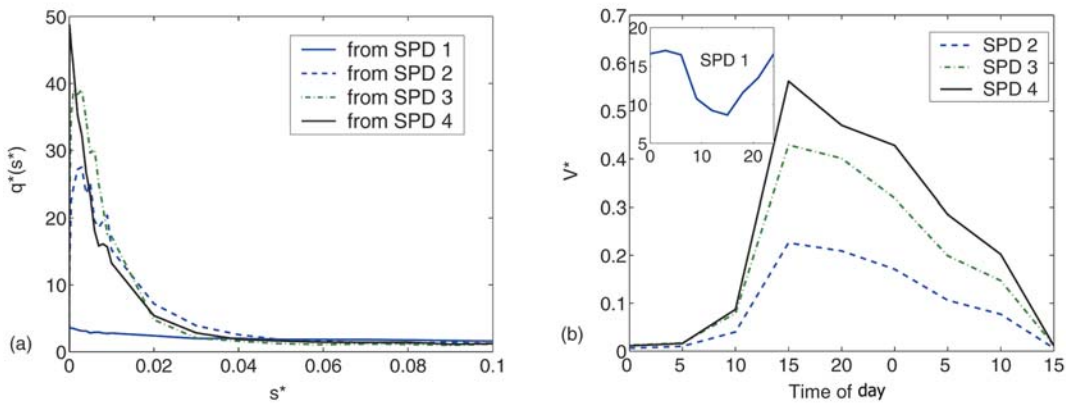 50
40
30
20
10
0
q*(s*)
from SPD 1
from SPD 2
from SPD 3
from SPD 4
(a)
0 0.02 0.04 0.06 0.08 0.1
s*
0.7
0.6
0.5
0.4
0.3
0.2
0.1
0
V*
20
15
10
5
SPD 1
0 10 20
SPD 2
SPD 3
SPD 4
(b)
0 5 10 15 20 0 5 10 15
Time of day